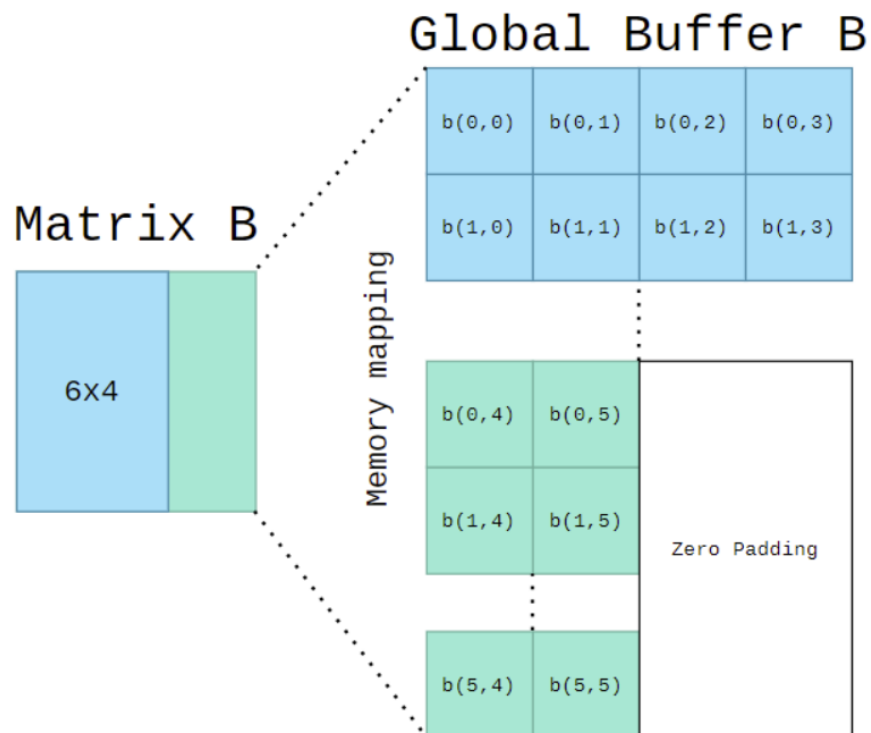 Global Buffer B
b(0,0) b(0,1) b(0,2) b(0,3)
b(1,0) b(1,1) b(1,2) b(1,3)
Matrix B
6x4
Memory mapping
b(0,4) b(0,5)
b(1,4) b(1,5)
Zero Padding
b(5,4) b(5,5)